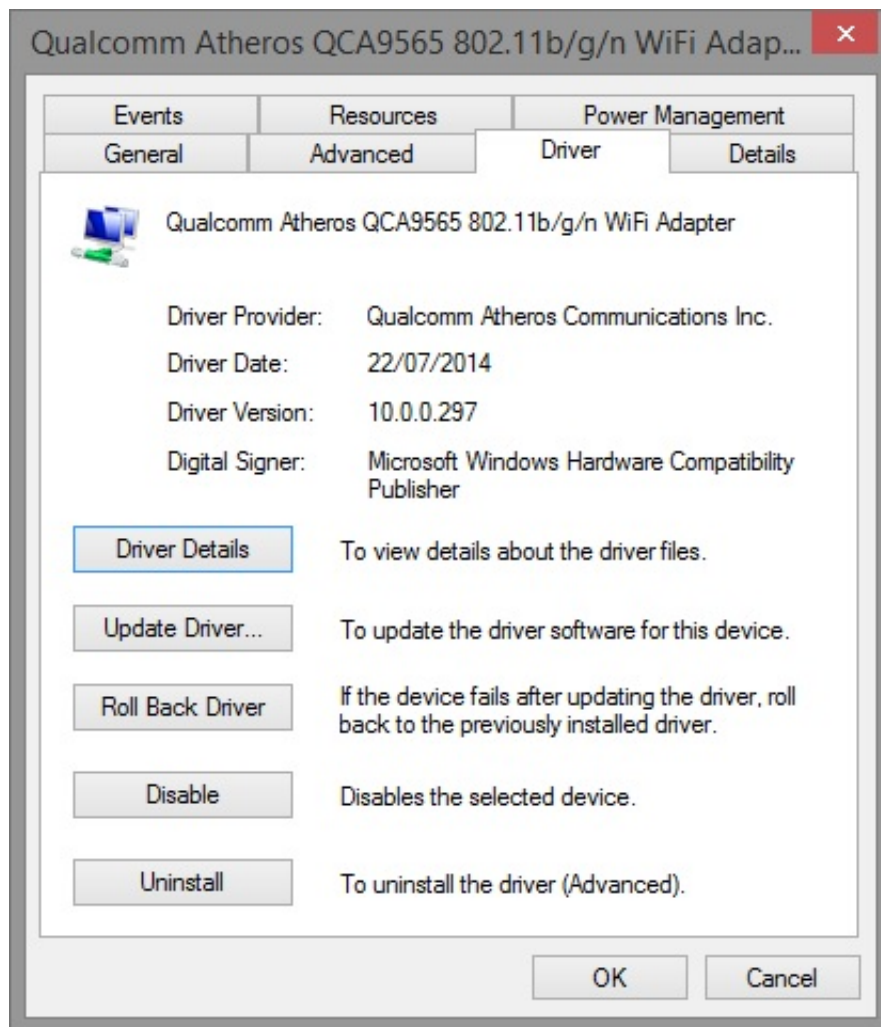 Qualcomm Atheros QCA9565 802.11b/g/n WiFi Adap...
Events Resources Power Management
General Advanced Driver Details
Qualcomm Atheros QCA9565 802.11b/g/n WiFi Adapter
Driver Provider: Qualcomm Atheros Communications Inc.
Driver Date: 22/07/2014
Driver Version: 10.0.0.297
Digital Signer: Microsoft Windows Hardware Compatibility
Publisher
Driver Details To view details about the driver files.
Update Driver... To update the driver software for this device.
Roll Back Driver If the device fails after updating the driver, roll
back to the previously installed driver.
Disable Disables the selected device.
Uninstall To uninstall the driver (Advanced).
OK Cancel